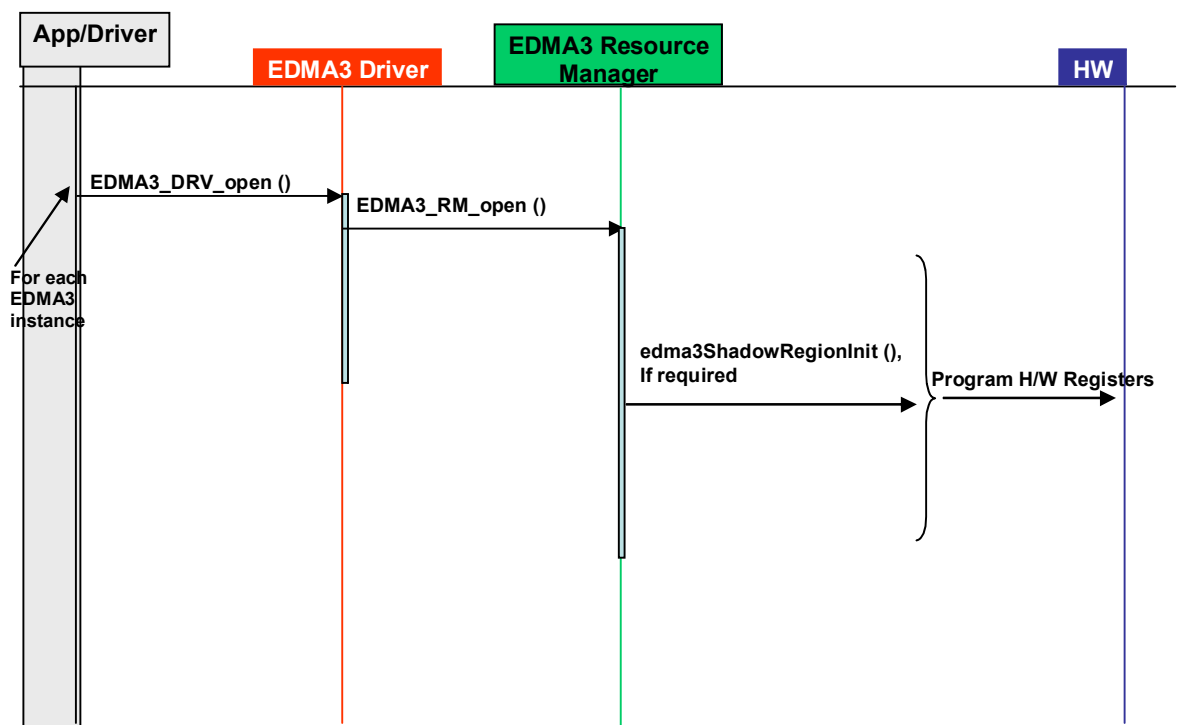 App/Driver
EDMA3 Driver
EDMA3 Resource
Manager
HW
EDMA3_DRV_open ()
EDMA3_RM_open ()
For each
EDMA3
instance
edma3ShadowRegionInit (),
If required
Program H/W Registers